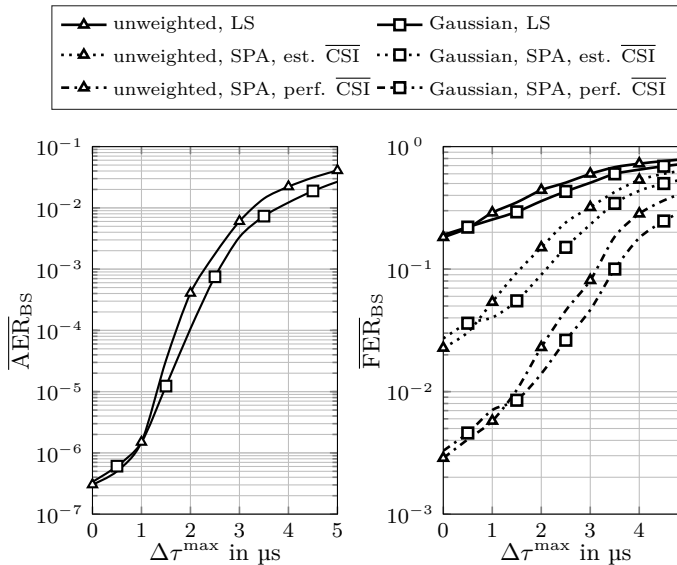 unweighted, LS
Gaussian, LS
unweighted, SPA, est. CSI
Gaussian, SPA, est. CSI
unweighted, SPA, perf. CSI
Gaussian, SPA, perf. CSI
10⁻¹
10⁻²
10⁻³
10⁻⁴
10⁻⁵
10⁻⁶
10⁻⁷
AER_BS
0 1 2 3 4 5
Δτ^max in µs
10⁰
10⁻¹
10⁻²
10⁻³
FER_BS
0 1 2 3 4
Δτ^max in µs